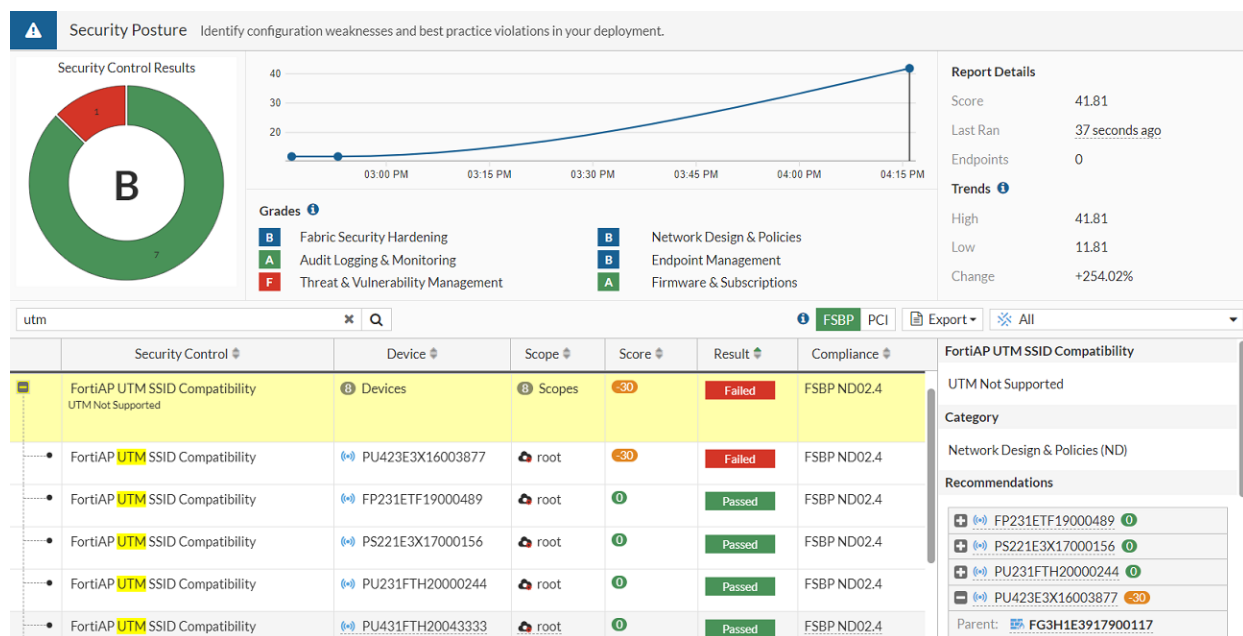 Security Posture Identify configuration weaknesses and best practice violations in your deployment.
Security Control Results
1
B
7
40
30
20
03:00 PM 03:15 PM 03:30 PM 03:45 PM 04:00 PM 04:15 PM
Grades
B Fabric Security Hardening B Network Design & Policies
A Audit Logging & Monitoring B Endpoint Management
F Threat & Vulnerability Management A Firmware & Subscriptions
Report Details
Score 41.81
Last Ran 37 seconds ago
Endpoints 0
Trends
High 41.81
Low 11.81
Change +254.02%
utm FSBP PCI Export All
Security Control Device Scope Score Result Compliance
FortiAP UTM SSID Compatibility 8 Devices 8 Scopes -30 Failed FSBP ND02.4
UTM Not Supported
FortiAP UTM SSID Compatibility PU423E3X16003877 root -30 Failed FSBP ND02.4
FortiAP UTM SSID Compatibility FP231ETF19000489 root 0 Passed FSBP ND02.4
FortiAP UTM SSID Compatibility PS221E3X17000156 root 0 Passed FSBP ND02.4
FortiAP UTM SSID Compatibility PU231FTH20000244 root 0 Passed FSBP ND02.4
FortiAP UTM SSID Compatibility PU431FTH20043333 root 0 Passed FSBP ND02.4
FortiAP UTM SSID Compatibility
UTM Not Supported
Category
Network Design & Policies (ND)
Recommendations
FP231ETF19000489 0
PS221E3X17000156 0
PU231FTH20000244 0
PU423E3X16003877 -30
Parent: FG3H1E3917900117